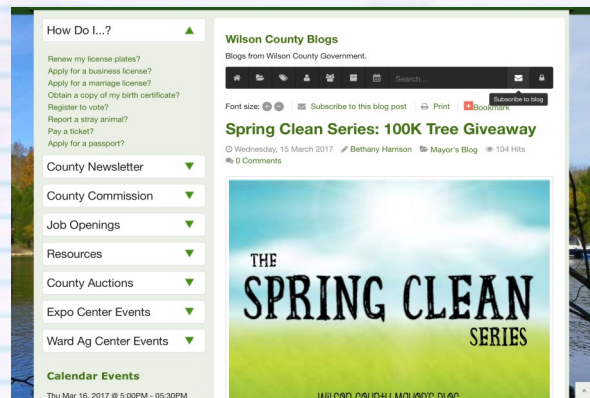 How Do I...?
Renew my license plates?
Apply for a business license?
Apply for a marriage license?
Obtain a copy of my birth certificate?
Register to vote?
Report a stray animal?
Pay a ticket?
Apply for a passport?
County Newsletter
County Commission
Job Openings
Resources
County Auctions
Expo Center Events
Ward Ag Center Events
Calendar Events
Thu Mar 16, 2017 @ 5:00PM - 05:30PM
Wilson County Blogs
Blogs from Wilson County Government.
Search...
Subscribe to blog
Font size: Subscribe to this blog post Print Bookmark
Spring Clean Series: 100K Tree Giveaway
Wednesday, 15 March 2017 Bethany Harrison Mayor's Blog 104 Hits
0 Comments
THE
SPRING CLEAN
SERIES
WILSON COUNTY MAYOR'S BLOG